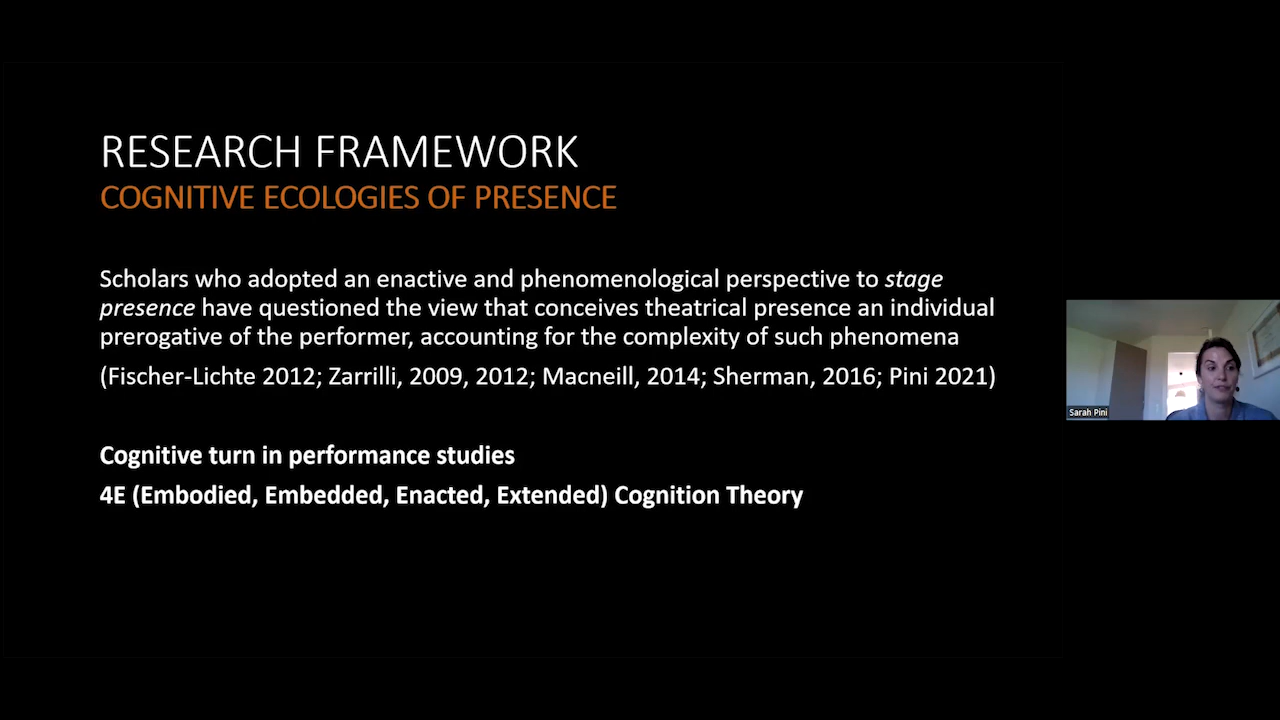 RESEARCH FRAMEWORK
COGNITIVE ECOLOGIES OF PRESENCE
Scholars who adopted an enactive and phenomenological perspective to stage
presence have questioned the view that conceives theatrical presence an individual
prerogative of the performer, accounting for the complexity of such phenomena
(Fischer-Lichte 2012; Zarrilli, 2009, 2012; Macneill, 2014; Sherman, 2016; Pini 2021)
Cognitive turn in performance studies
4E (Embodied, Embedded, Enacted, Extended) Cognition Theory
Sarah Pini